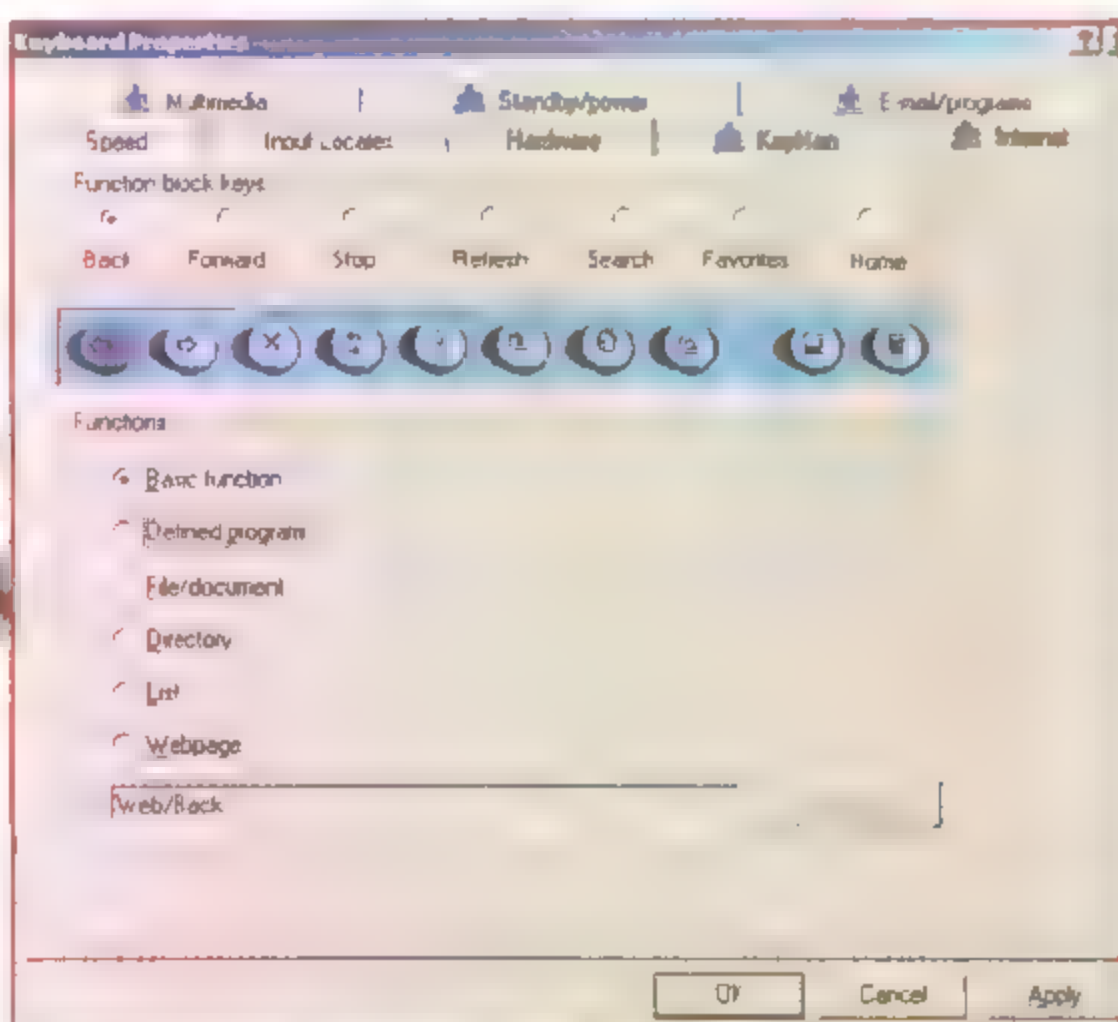 Keyboard Properties
Multimedia Standby/power E-mail/programs
Speed Input Locales Hardware KeyMan Internet
Function block keys
Back Forward Stop Refresh Search Favorites Home
Functions
Basic function
Defined program
File/document
Directory
List
Webpage
Web/Back
OK Cancel Apply